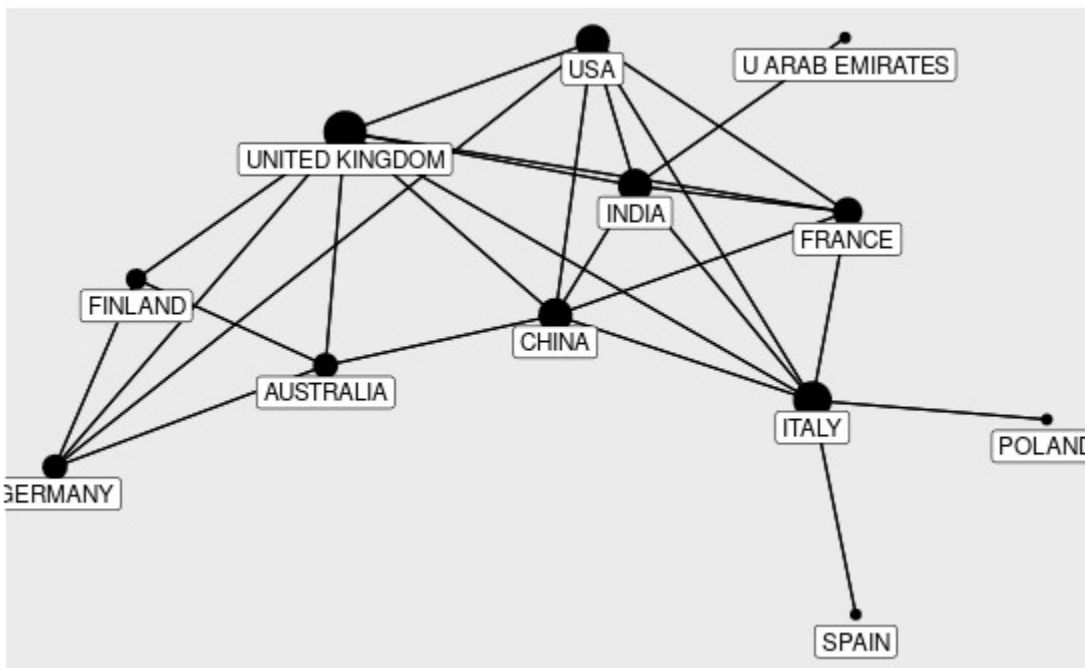 USA
U ARAB EMIRATES
UNITED KINGDOM
INDIA
FRANCE
FINLAND
CHINA
AUSTRALIA
ITALY
POLAND
GERMANY
SPAIN